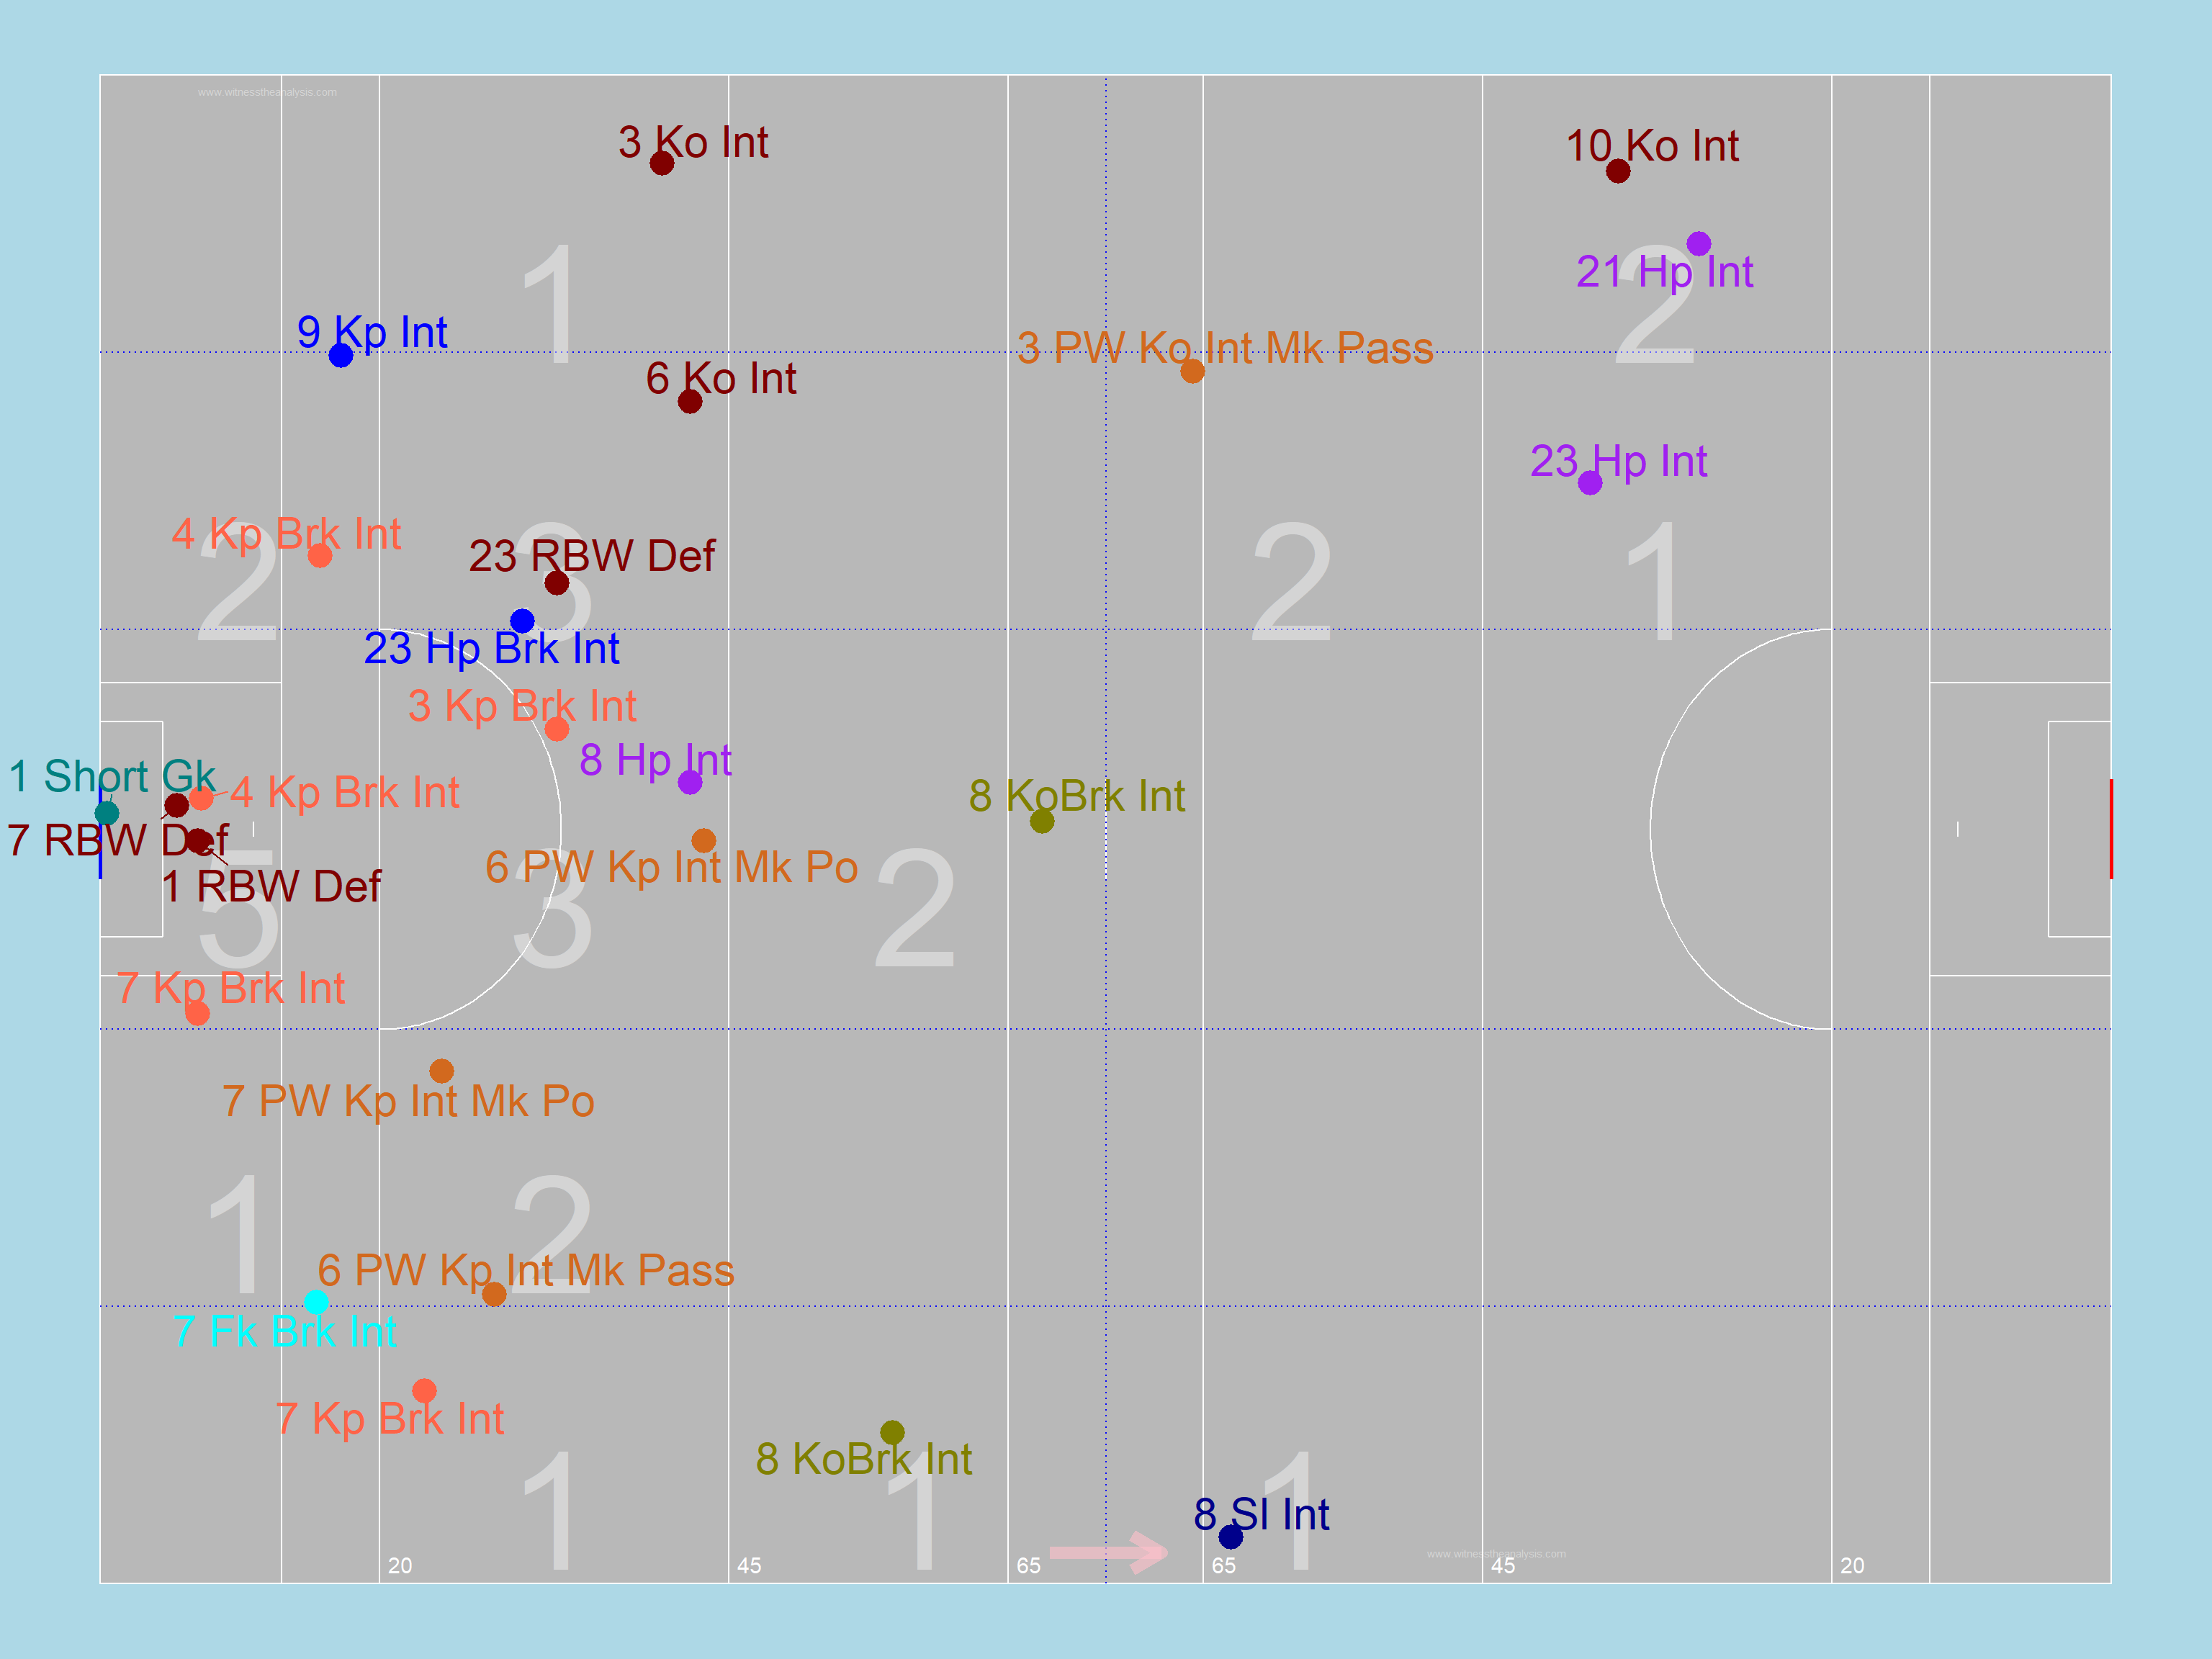 www.witnesstheanalysis.com
3 Ko Int
10 Ko Int
1
2
21 Hp Int
9 Kp Int
3 PW Ko Int Mk Pass
6 Ko Int
23 Hp Int
4 Kp Brk Int
2
23 RBW Def
3
2
1
23 Hp Brk Int
3 Kp Brk Int
8 Hp Int
1 Short Gk
4 Kp Brk Int
8 KoBrk Int
7 RBW Def
6 PW Kp Int Mk Po
1 RBW Def
5
3
2
7 Kp Brk Int
7 PW Kp Int Mk Po
1
2
6 PW Kp Int Mk Pass
7 Fk Brk Int
7 Kp Brk Int
8 KoBrk Int
1
1
1
8 Sl Int
www.witnesstheanalysis.com
20
45
65
65
45
20